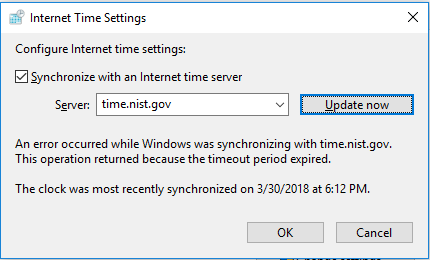 Internet Time Settings
Configure Internet time settings:
Synchronize with an Internet time server
Server: time.nist.gov Update now
An error occurred while Windows was synchronizing with time.nist.gov.
This operation returned because the timeout period expired.
The clock was most recently synchronized on 3/30/2018 at 6:12 PM.
OK Cancel